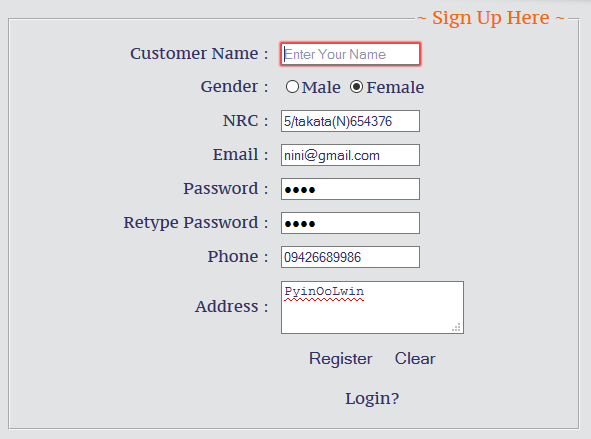 ~ Sign Up Here ~
Customer Name : Enter Your Name
Gender : Male Female
NRC : 5/takata(N)654376
Email : nini@gmail.com
Password : ●●●●
Retype Password : ●●●●
Phone : 09426689986
Address : PyinOoLwin
Register Clear
Login?